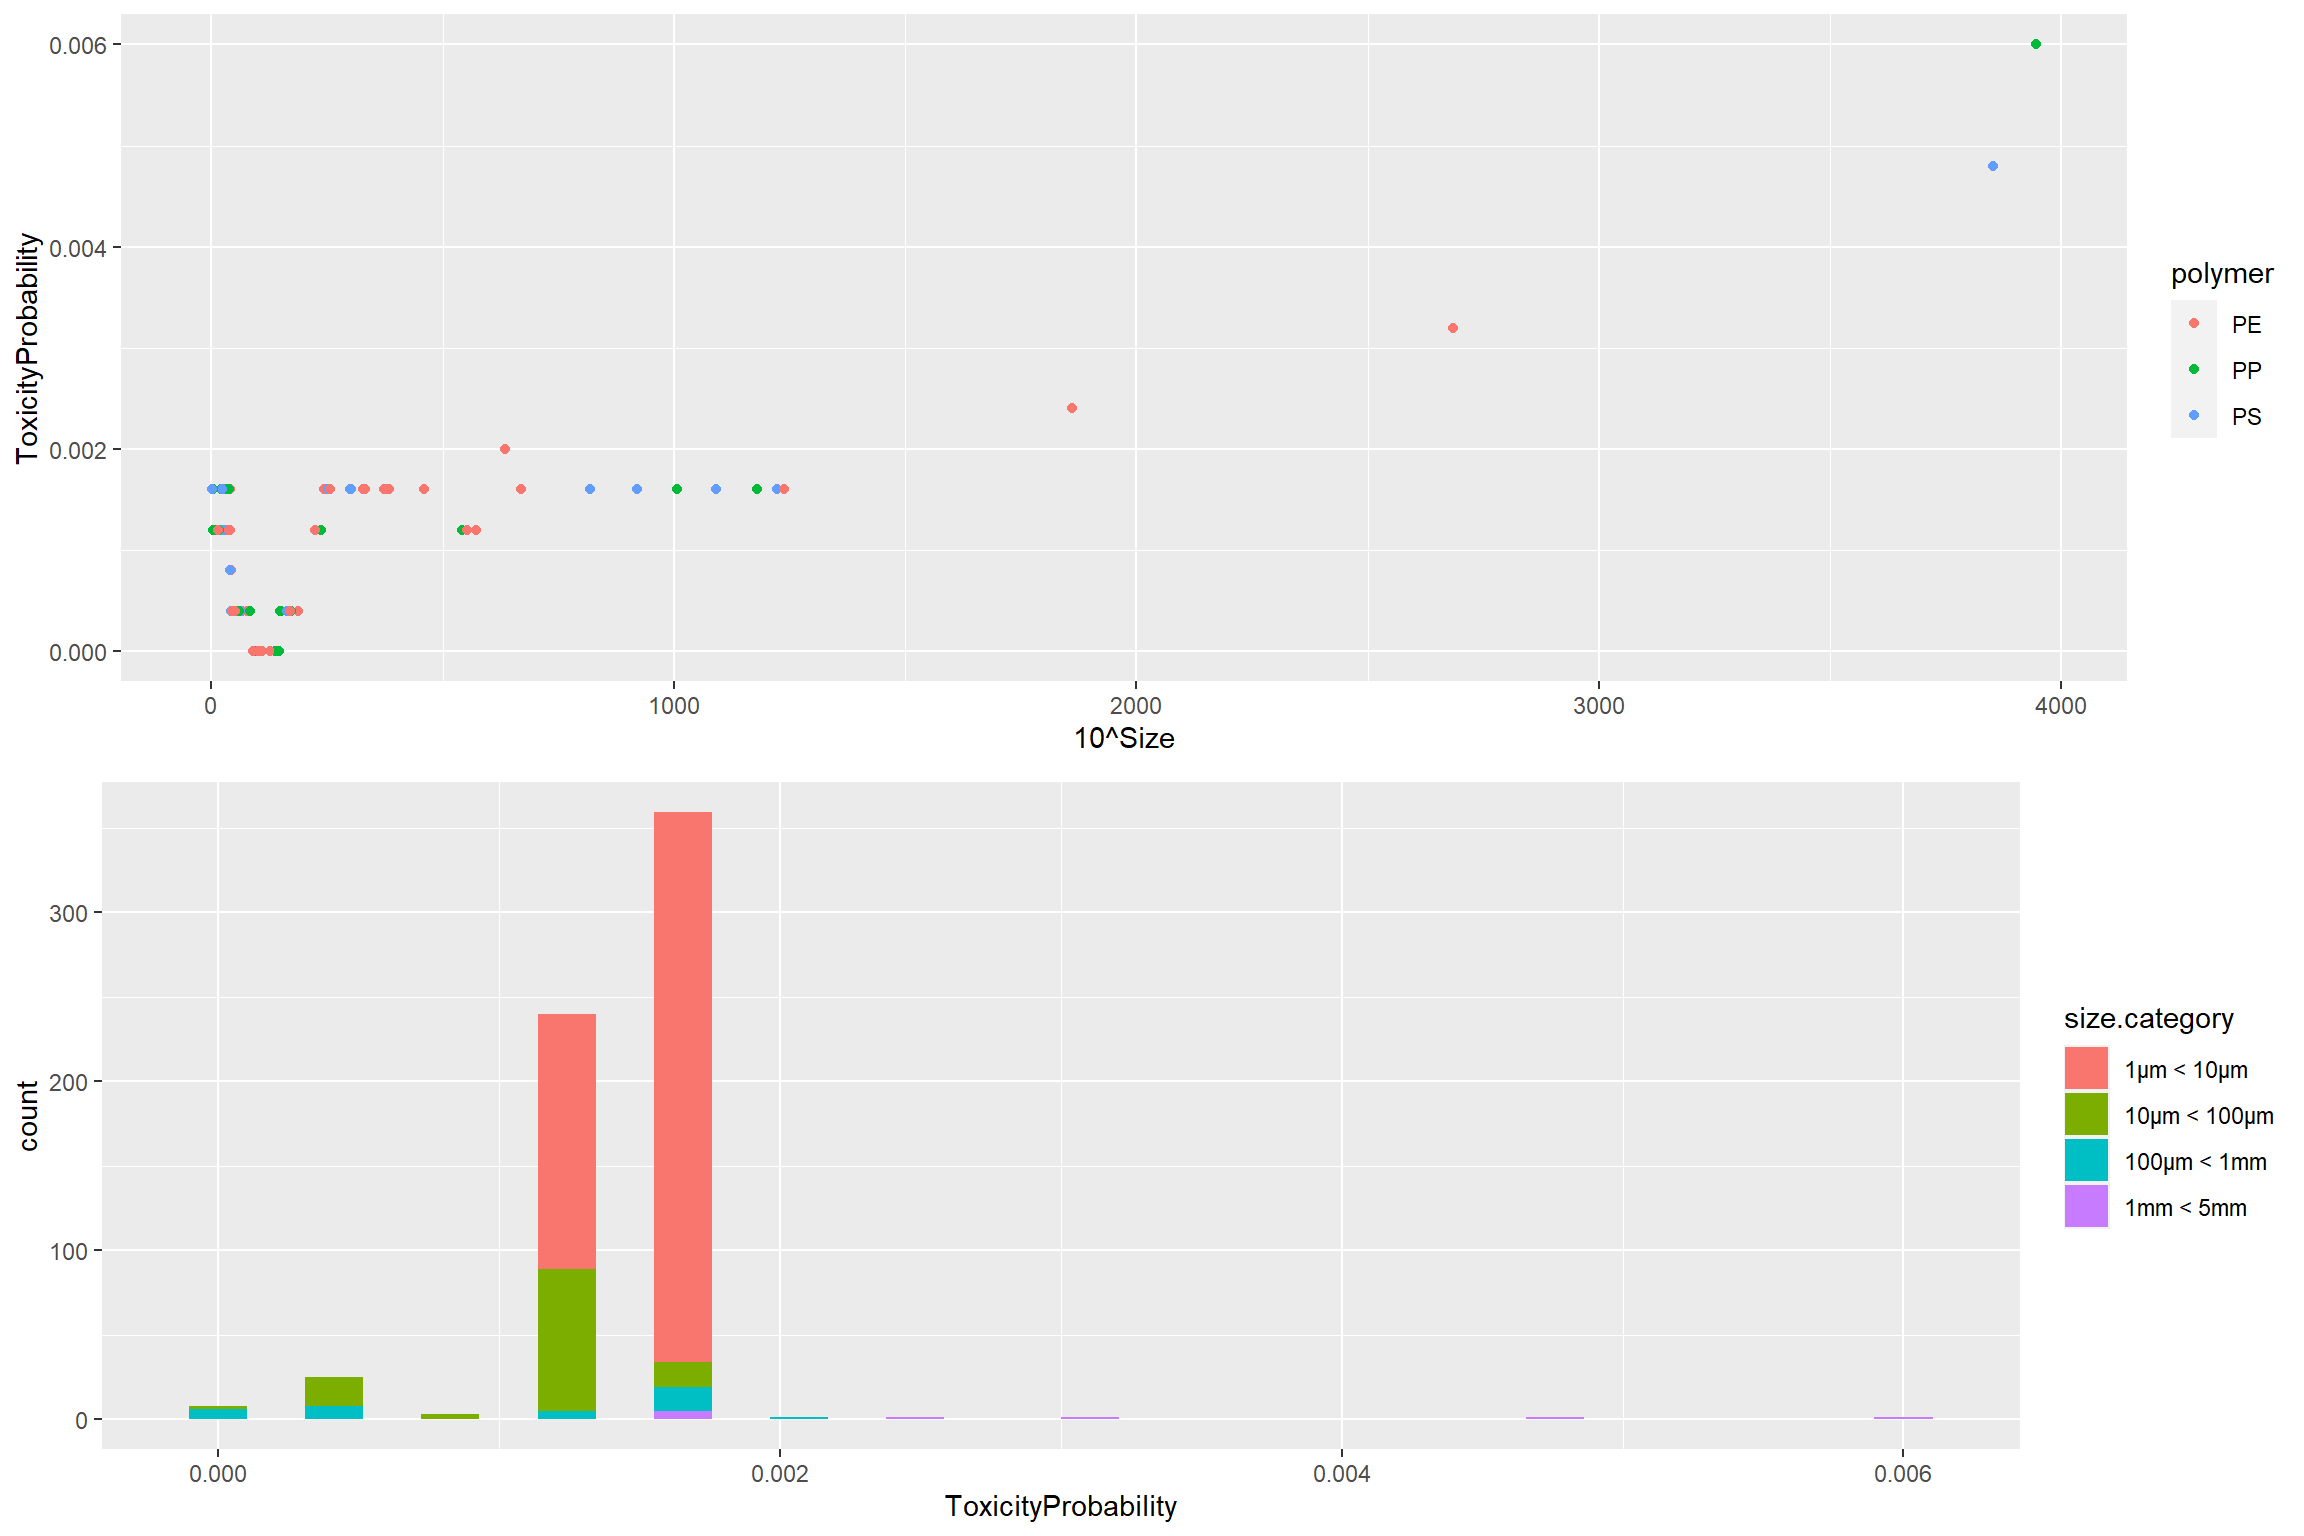 0.006
0.004
0.002
0.000
ToxicityProbability
0 1000 2000 3000 4000
10^Size
polymer
PE
PP
PS
300
200
100
0
count
0.000 0.002 0.004 0.006
ToxicityProbability
size.category
1µm < 10µm
10µm < 100µm
100µm < 1mm
1mm < 5mm